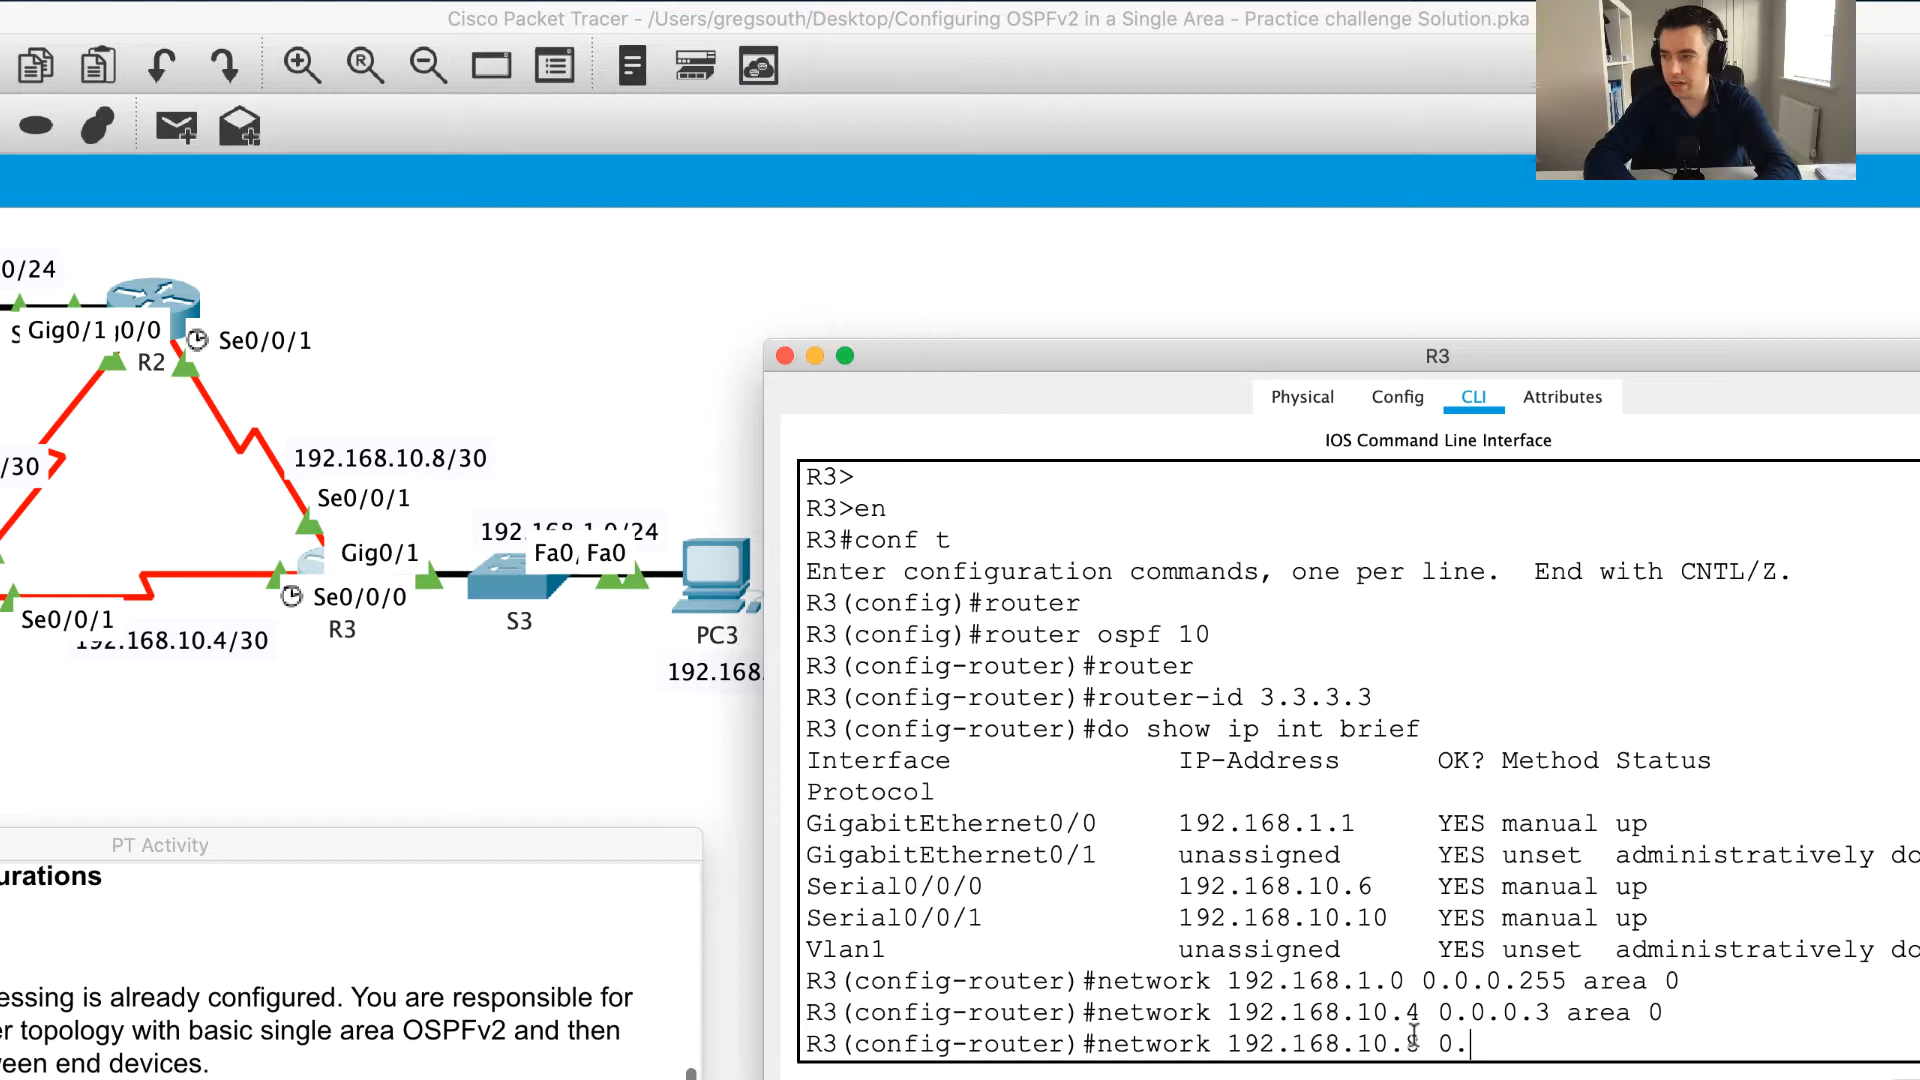 Cisco Packet Tracer - /Users/gregsouth/Desktop/Configuring OSPFv2 in a Single Area - Practice challenge Solution.pka
0/24
Gig0/1
g0/0
Se0/0/1
R2
/30
192.168.10.8/30
Se0/0/1
192.168.1.0/24
Gig0/1
Fa0/
Fa0
Se0/0/0
Se0/0/1
R3
S3
PC3
192.168.10.4/30
192.168.
R3
Physical Config CLI Attributes
IOS Command Line Interface
R3>
R3>en
R3#conf t
Enter configuration commands, one per line.  End with CNTL/Z.
R3(config)#router
R3(config)#router ospf 10
R3(config-router)#router
R3(config-router)#router-id 3.3.3.3
R3(config-router)#do show ip int brief
Interface IP-Address OK? Method Status
Protocol
GigabitEthernet0/0 192.168.1.1 YES manual up
GigabitEthernet0/1 unassigned YES unset administratively do
Serial0/0/0 192.168.10.6 YES manual up
Serial0/0/1 192.168.10.10 YES manual up
Vlan1 unassigned YES unset administratively do
R3(config-router)#network 192.168.1.0 0.0.0.255 area 0
R3(config-router)#network 192.168.10.4 0.0.0.3 area 0
R3(config-router)#network 192.168.10.8 0.
PT Activity
urations
essing is already configured. You are responsible for
er topology with basic single area OSPFv2 and then
ween end devices.